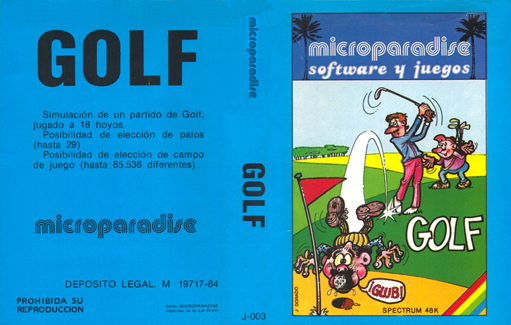 GOLF
Simulación de un partido de Golf,
jugado a 18 hoyos.
Posibilidad de elección de palos
(hasta 29)
Posibilidad de elección de campo
de juego (hasta 65.536 diferentes)
microparadise
DEPOSITO LEGAL. M 19717-84
PROHIBIDA SU
REPRODUCCION
Edita: MICROPARADISE
microparadise
GOLF
J-003
microparadise
software y juegos
GOLF
¡GWB!
J. DONADO
SPECTRUM 48K